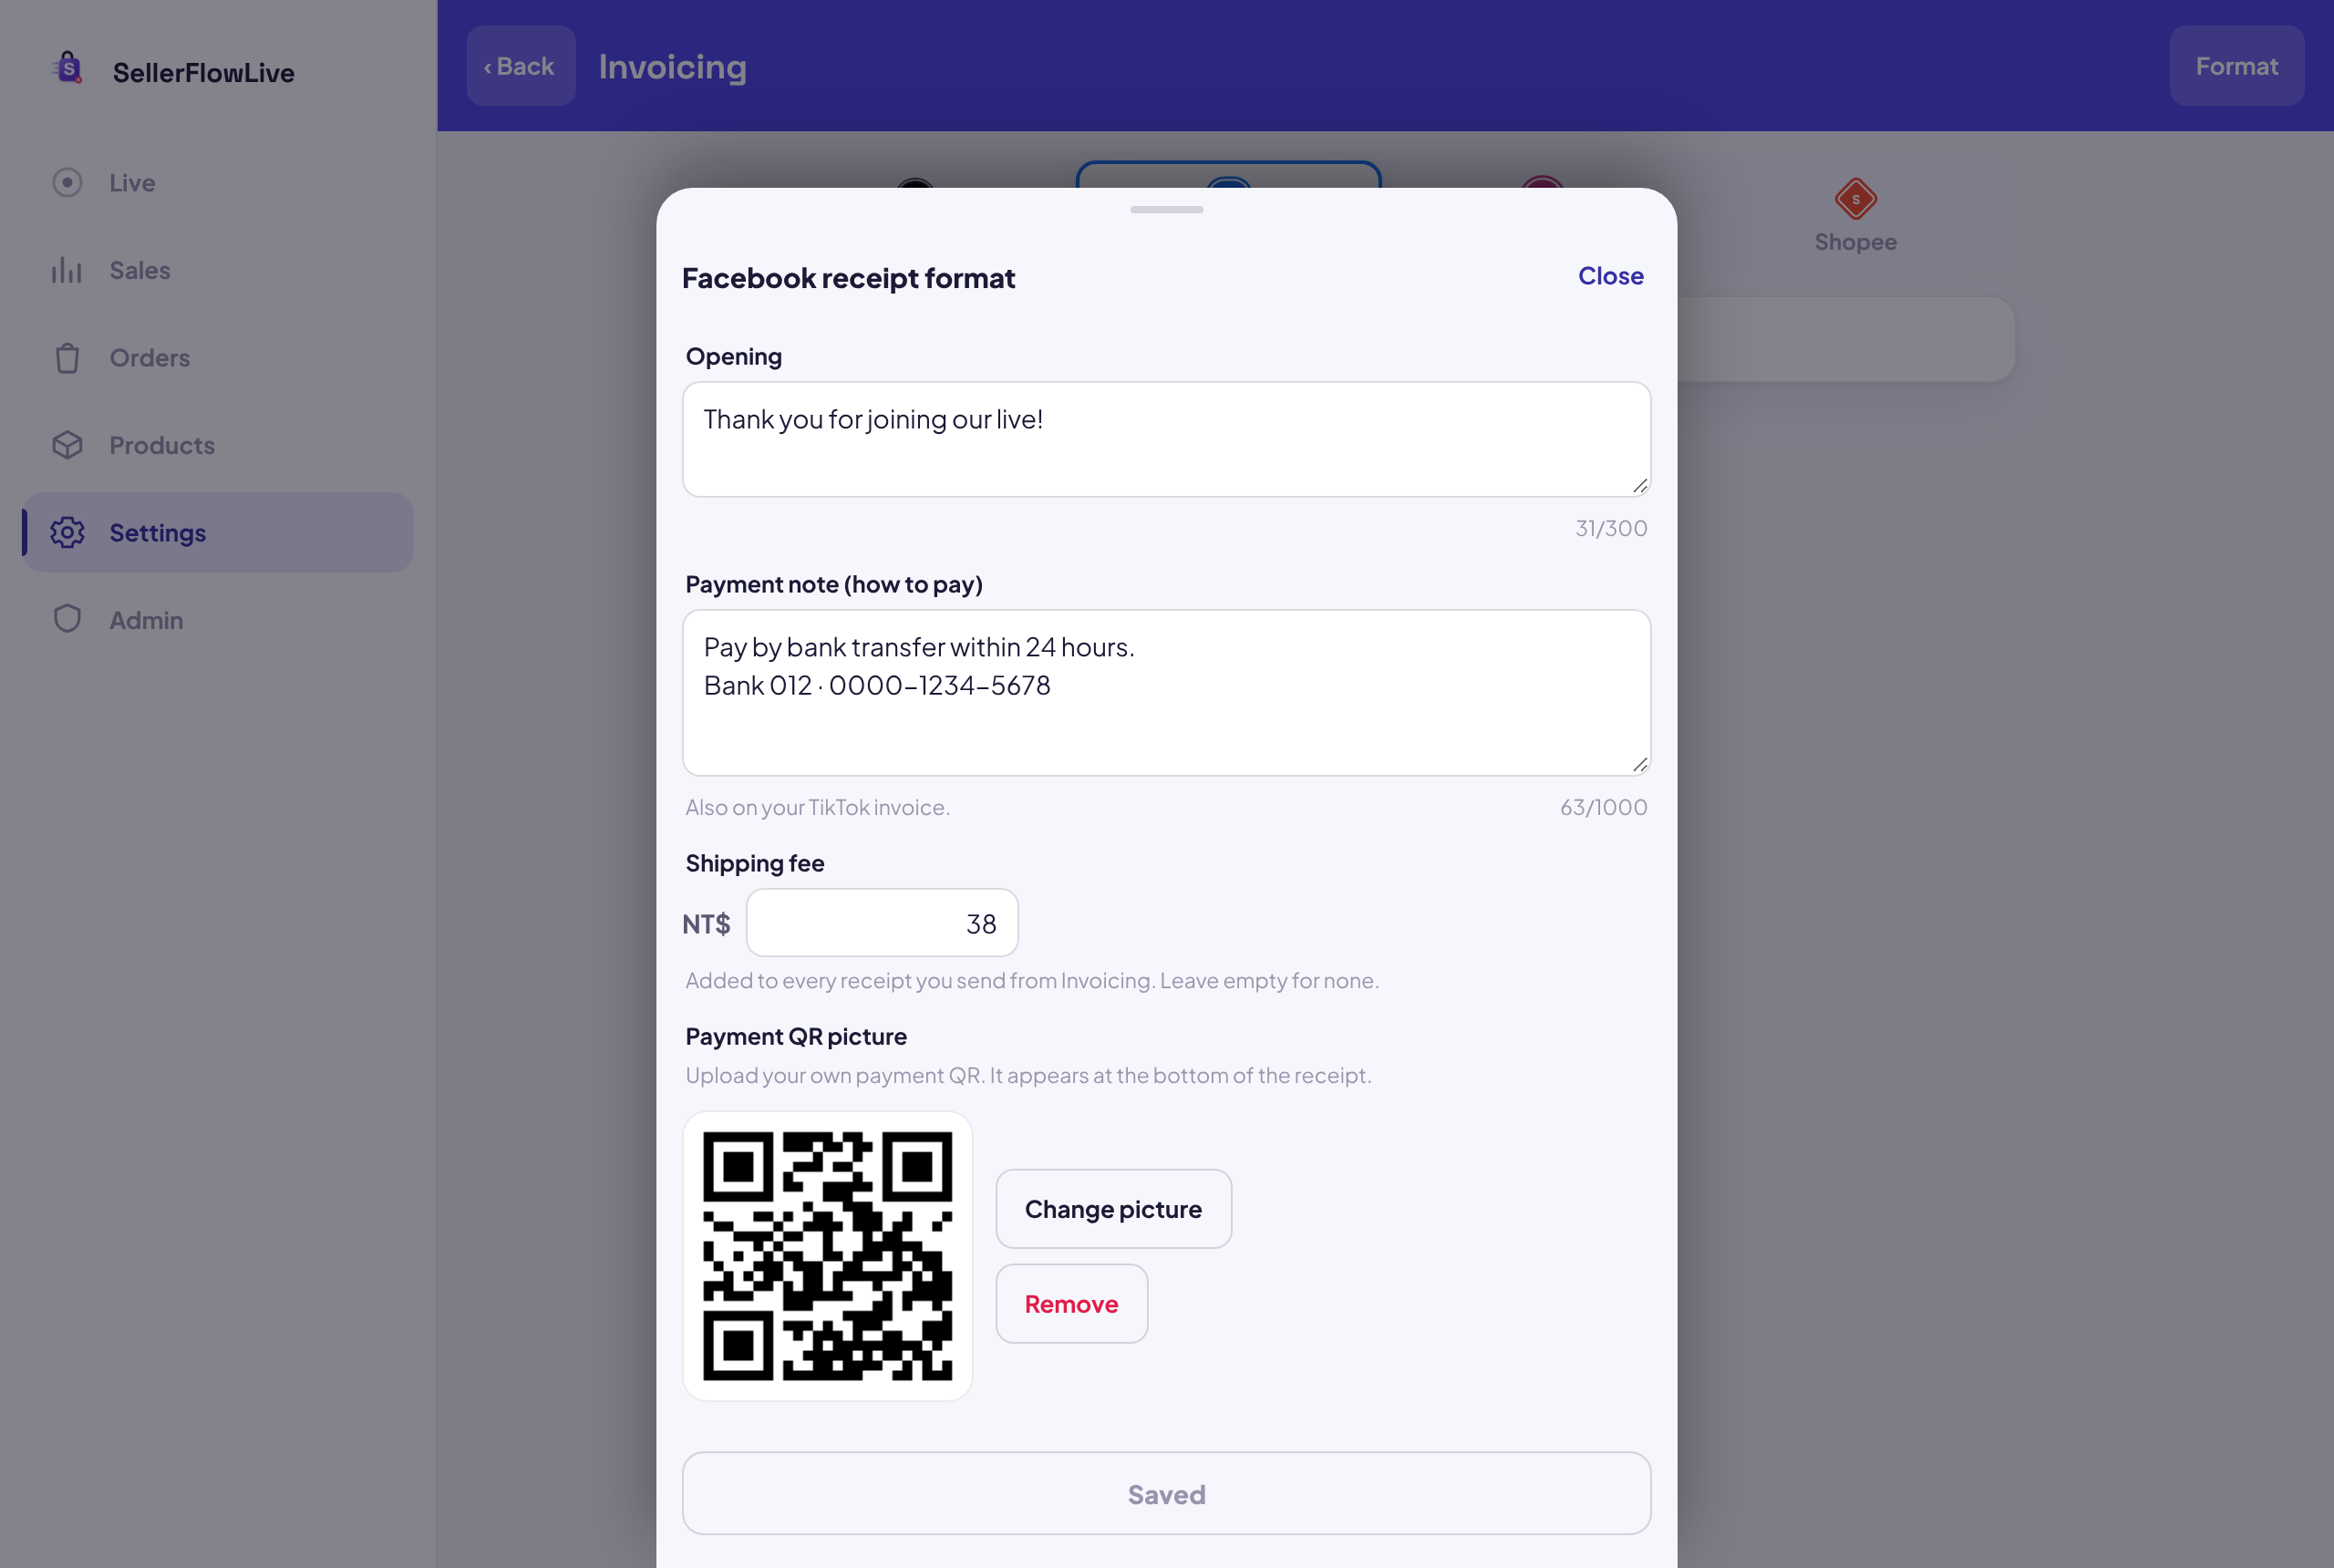 SellerFlowLive
Live
Sales
Orders
Products
Settings
Admin
‹ Back
Invoicing
Format
S
Shopee
Facebook receipt format
Close
Opening
Thank you for joining our live!
31/300
Payment note (how to pay)
Pay by bank transfer within 24 hours.
Bank 012 · 0000-1234-5678
Also on your TikTok invoice.
63/1000
Shipping fee
NT$
38
Added to every receipt you send from Invoicing. Leave empty for none.
Payment QR picture
Upload your own payment QR. It appears at the bottom of the receipt.
Change picture
Remove
Saved